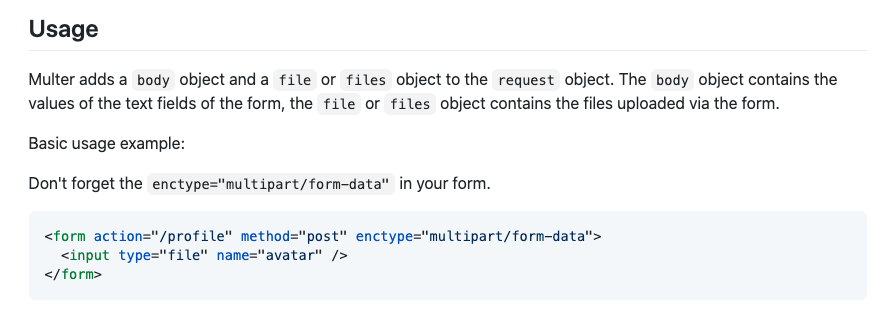 Usage
Multer adds a body object and a file or files object to the request object. The body object contains the
values of the text fields of the form, the file or files object contains the files uploaded via the form.
Basic usage example:
Don't forget the enctype="multipart/form-data" in your form.
<form action="/profile" method="post" enctype="multipart/form-data">
  <input type="file" name="avatar" />
</form>